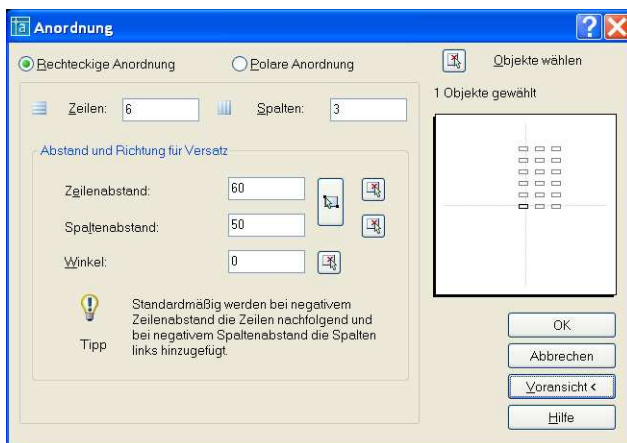 Anordnung
Rechteckige Anordnung
Polare Anordnung
Objekte wählen
Zeilen: 6
Spalten: 3
1 Objekte gewählt
Abstand und Richtung für Versatz
Zeilenabstand: 60
Spaltenabstand: 50
Winkel: 0
Tipp
Standardmäßig werden bei negativem
Zeilenabstand die Zeilen nachfolgend und
bei negativem Spaltenabstand die Spalten
links hinzugefügt.
OK
Abbrechen
Voransicht <
Hilfe